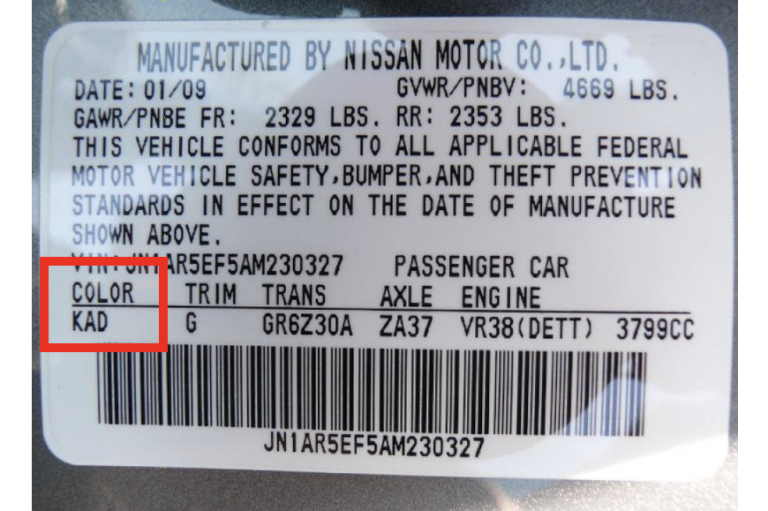 MANUFACTURED BY NISSAN MOTOR CO.,LTD.
DATE: 01/09 GVWR/PNBV: 4669 LBS.
GAWR/PNBE FR: 2329 LBS. RR: 2353 LBS.
THIS VEHICLE CONFORMS TO ALL APPLICABLE FEDERAL
MOTOR VEHICLE SAFETY,BUMPER,AND THEFT PREVENTION
STANDARDS IN EFFECT ON THE DATE OF MANUFACTURE
SHOWN ABOVE.
VIN:JN1AR5EF5AM230327 PASSENGER CAR
COLOR TRIM TRANS AXLE ENGINE
KAD G GR6Z30A ZA37 VR38(DETT) 3799CC
JN1AR5EF5AM230327